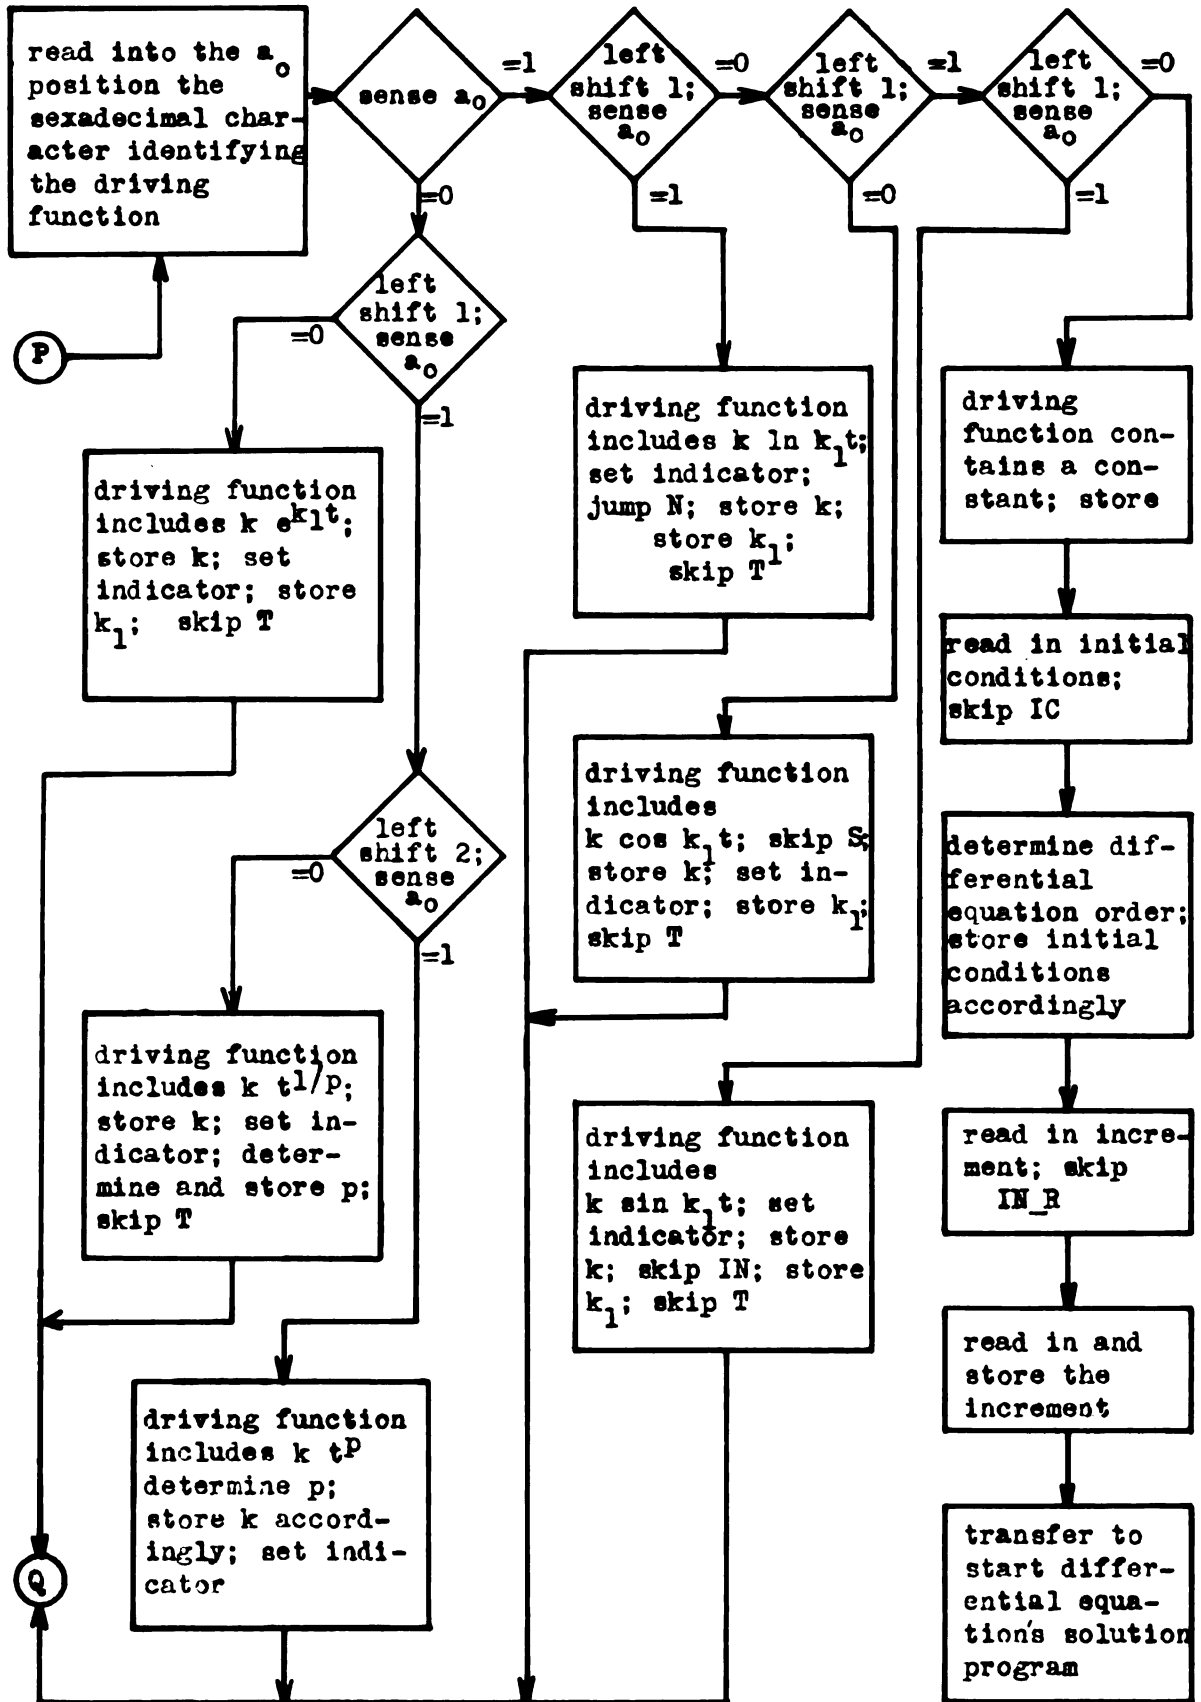 read into the a₀
position the
sexadecimal char-
acter identifying
the driving
function
sense a₀
=1
=0
left
shift 1;
sense
a₀
=0
=1
left
shift 1;
sense
a₀
=1
=0
left
shift 1;
sense
a₀
=0
=1
P
left
shift 1;
sense
a₀
=0
=1
driving function
includes k e^k₁t;
store k; set
indicator; store
k₁; skip T
left
shift 2;
sense
a₀
=0
=1
driving function
includes k t^1/p;
store k; set in-
dicator; deter-
mine and store p;
skip T
driving function
includes k t^p
determine p;
store k accord-
ingly; set indi-
cator
Q
driving function
includes k ln k₁t;
set indicator;
jump N; store k;
store k₁;
skip T
driving function
includes
k cos k₁t; skip S;
store k; set in-
dicator; store k₁;
skip T
driving function
includes
k sin k₁t; set
indicator; store
k; skip IN; store
k₁; skip T
driving
function con-
tains a con-
stant; store
read in initial
conditions;
skip IC
determine dif-
ferential
equation order;
store initial
conditions
accordingly
read in incre-
ment; skip
IN_R
read in and
store the
increment
transfer to
start differ-
ential equa-
tion's solution
program